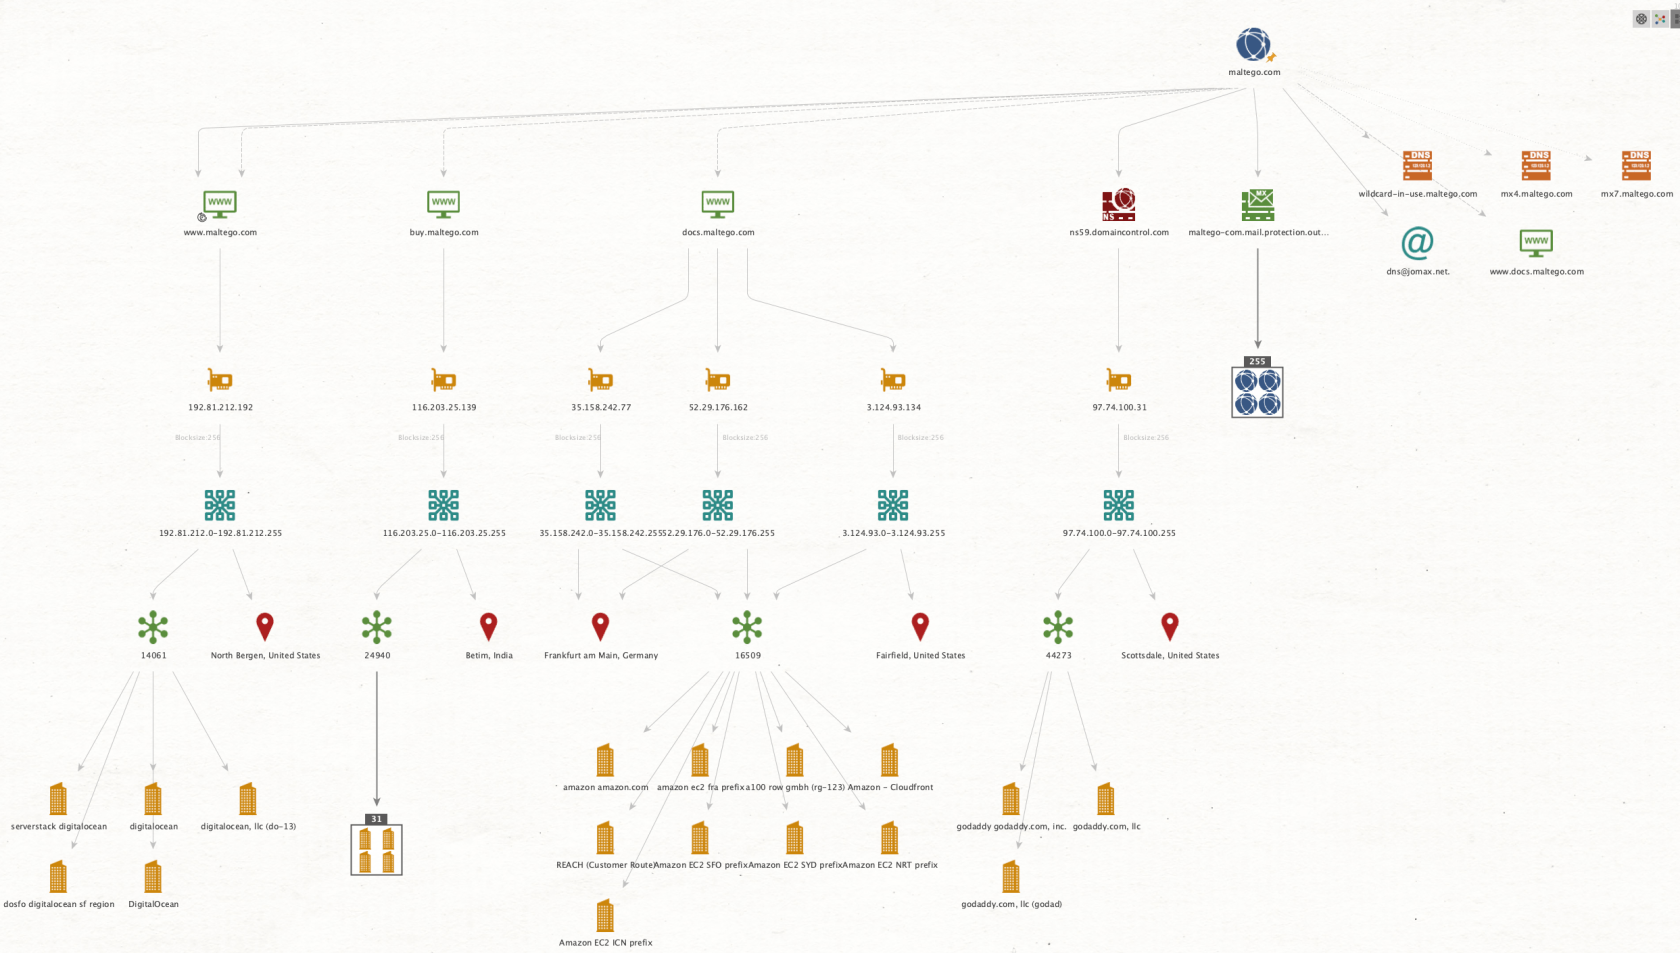 maltego.com
DNS
DNS
DNS
wildcard-in-use.maltego.com
mx4.maltego.com
mx7.maltego.com
www
www
www
NS
MX
www.maltego.com
buy.maltego.com
docs.maltego.com
ns59.domaincontrol.com
maltego-com.mail.protection.out...
www
dns@jomax.net.
www.docs.maltego.com
255
192.81.212.192
116.203.25.139
35.158.242.77
52.29.176.162
3.124.93.134
97.74.100.31
Blocksize:256
Blocksize:256
Blocksize:256
Blocksize:256
Blocksize:256
Blocksize:256
192.81.212.0-192.81.212.255
116.203.25.0-116.203.25.255
35.158.242.0-35.158.242.255
52.29.176.0-52.29.176.255
3.124.93.0-3.124.93.255
97.74.100.0-97.74.100.255
14061
North Bergen, United States
24940
Betim, India
Frankfurt am Main, Germany
16509
Fairfield, United States
44273
Scottsdale, United States
amazon amazon.com
amazon ec2 fra prefix
a100 row gmbh (rg-123)
Amazon - Cloudfront
serverstack digitalocean
digitalocean
digitalocean, llc (do-13)
31
godaddy godaddy.com, inc.
godaddy.com, llc
REACH (Customer Route)
Amazon EC2 SFO prefix
Amazon EC2 SYD prefix
Amazon EC2 NRT prefix
dosfo digitalocean sf region
DigitalOcean
godaddy.com, llc (godad)
Amazon EC2 ICN prefix